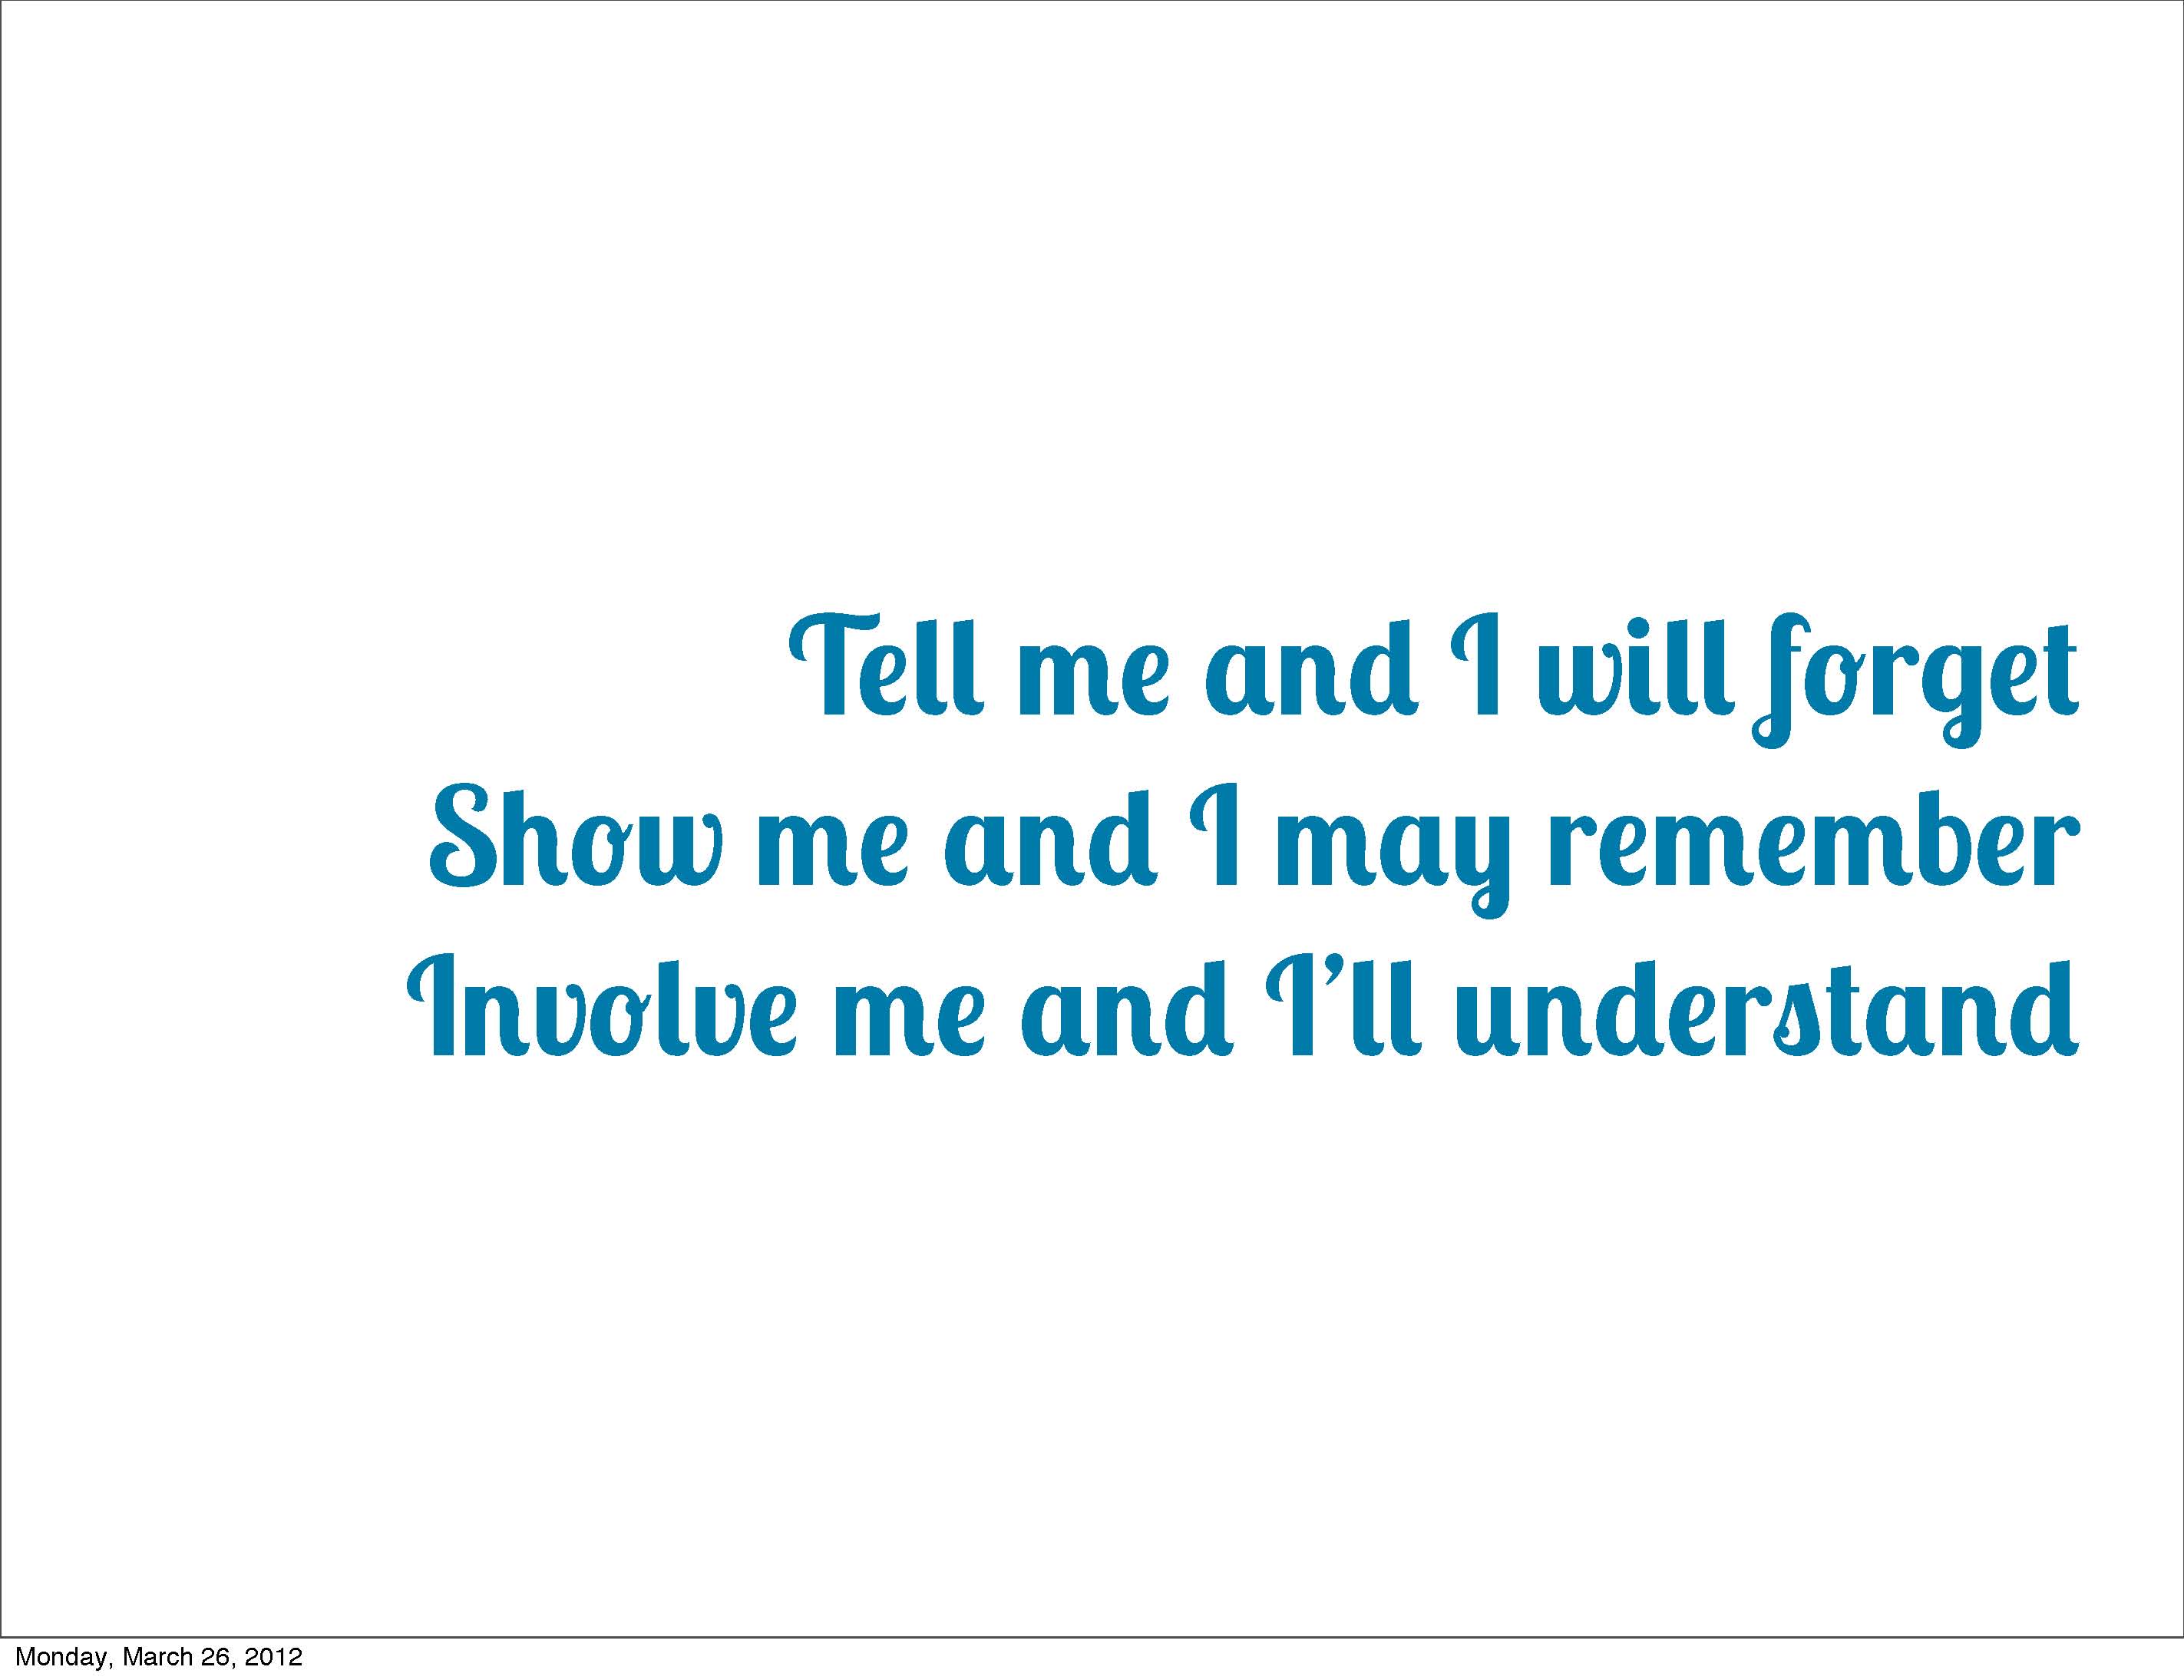 Tell me and I will forget
Show me and I may remember
Involve me and I’ll understand
Monday, March 26, 2012